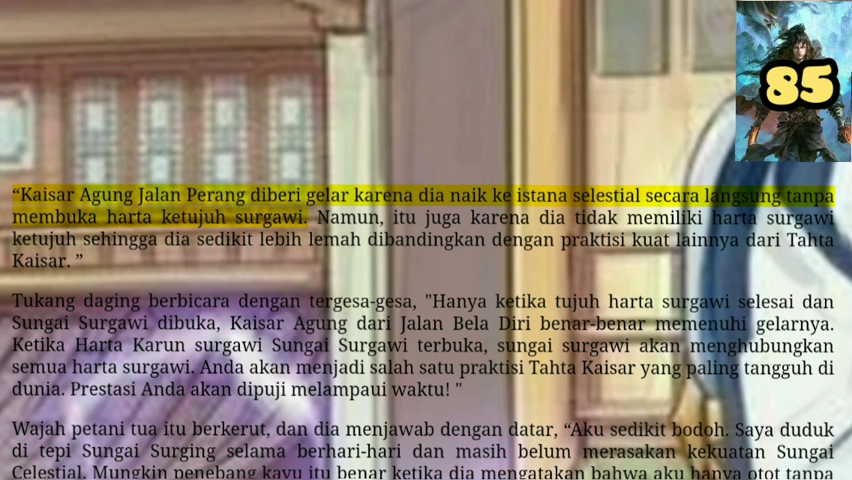 85
“Kaisar Agung Jalan Perang diberi gelar karena dia naik ke istana selestial secara langsung tanpa
membuka harta ketujuh surgawi. Namun, itu juga karena dia tidak memiliki harta surgawi
ketujuh sehingga dia sedikit lebih lemah dibandingkan dengan praktisi kuat lainnya dari Tahta
Kaisar. ”
Tukang daging berbicara dengan tergesa-gesa, "Hanya ketika tujuh harta surgawi selesai dan
Sungai Surgawi dibuka, Kaisar Agung dari Jalan Bela Diri benar-benar memenuhi gelarnya.
Ketika Harta Karun surgawi Sungai Surgawi terbuka, sungai surgawi akan menghubungkan
semua harta surgawi. Anda akan menjadi salah satu praktisi Tahta Kaisar yang paling tangguh di
dunia. Prestasi Anda akan dipuji melampaui waktu! "
Wajah petani tua itu berkerut, dan dia menjawab dengan datar, “Aku sedikit bodoh. Saya duduk
di tepi Sungai Surging selama berhari-hari dan masih belum merasakan kekuatan Sungai
Celestial. Mungkin penebang kayu itu benar ketika dia mengatakan bahwa aku hanya otot tanpa